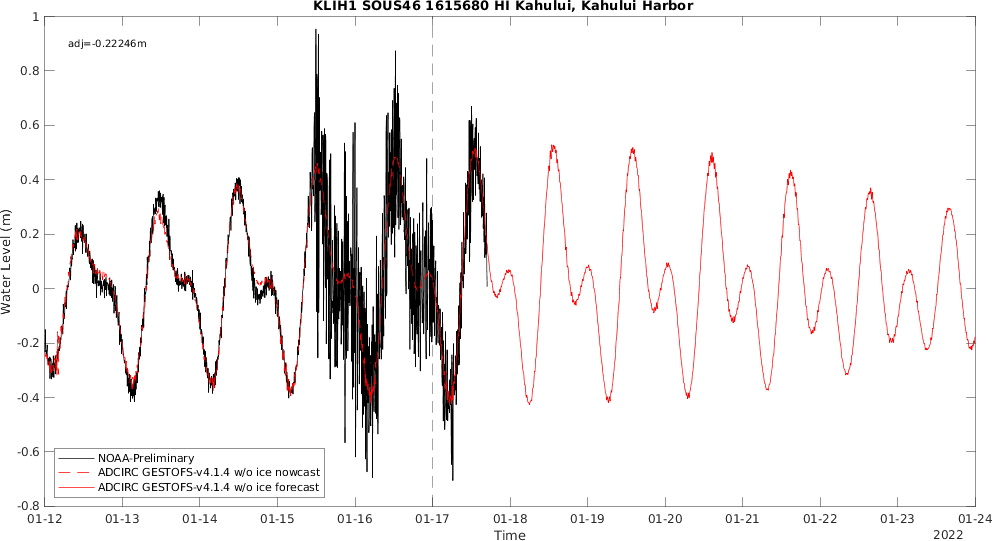 KLIH1 SOUS46 1615680 HI Kahului, Kahului Harbor
adj=-0.22246m
1
0.8
0.6
0.4
0.2
0
-0.2
-0.4
-0.6
-0.8
Water Level (m)
NOAA-Preliminary
ADCIRC GESTOFS-v4.1.4 w/o ice nowcast
ADCIRC GESTOFS-v4.1.4 w/o ice forecast
01-12 01-13 01-14 01-15 01-16 01-17 01-18 01-19 01-20 01-21 01-22 01-23 01-24
Time
2022